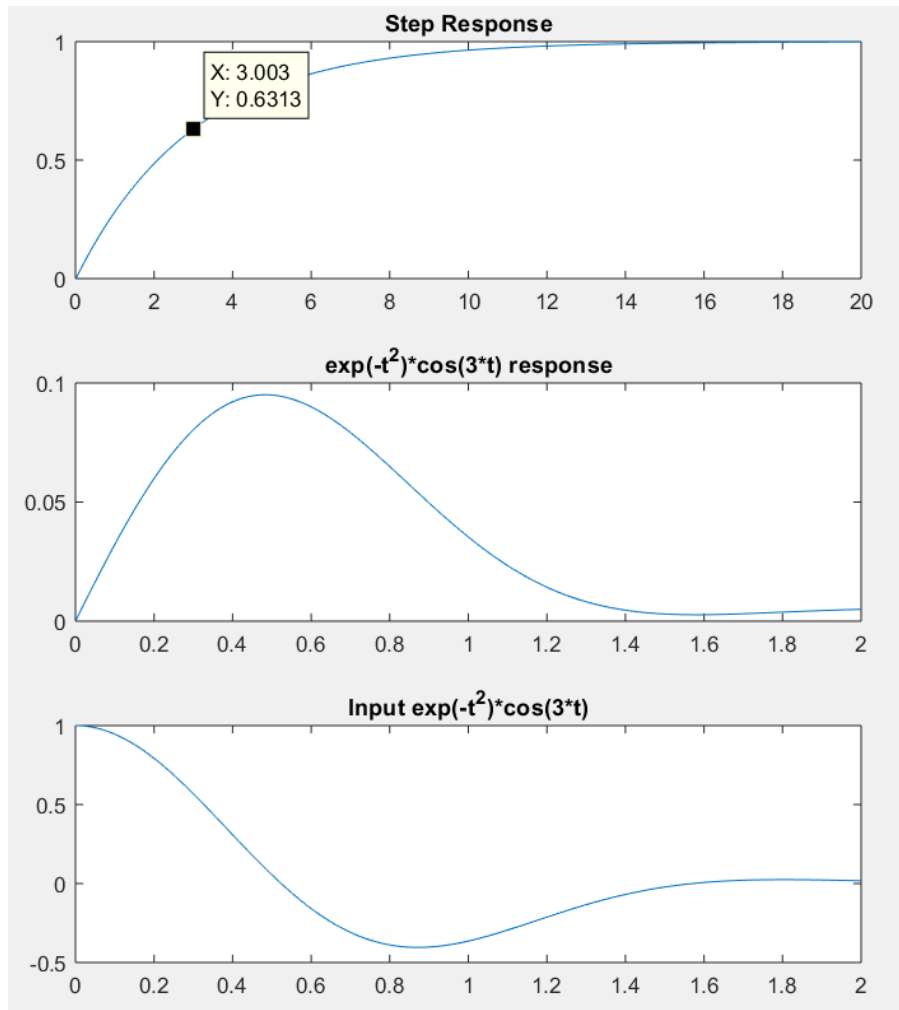 Step Response
1
X: 3.003
Y: 0.6313
0.5
0
0 2 4 6 8 10 12 14 16 18 20
exp(-t²)*cos(3*t) response
0.1
0.05
0
0 0.2 0.4 0.6 0.8 1 1.2 1.4 1.6 1.8 2
Input exp(-t²)*cos(3*t)
1
0.5
0
-0.5
0 0.2 0.4 0.6 0.8 1 1.2 1.4 1.6 1.8 2